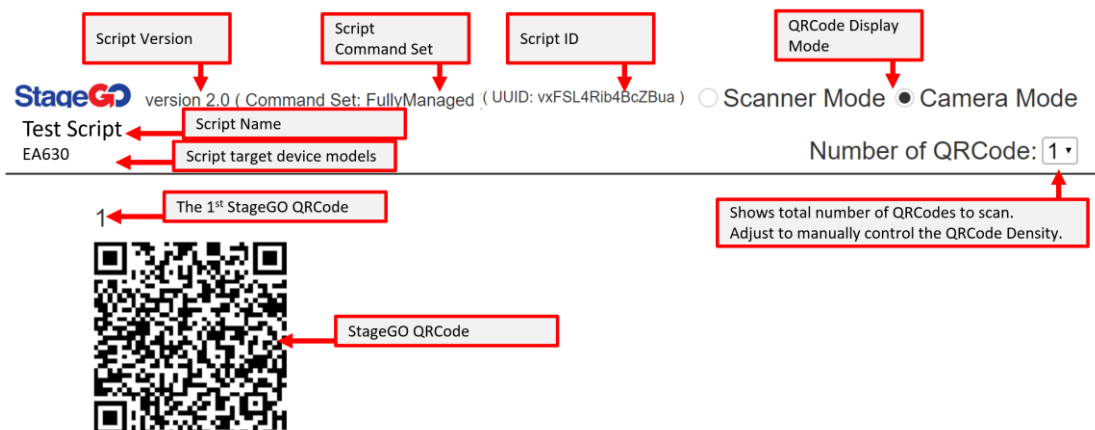 Script Version
Script
Command Set
Script ID
QRCode Display
Mode
StageGO version 2.0 ( Command Set: FullyManaged ( UUID: vxFSL4Rib4BcZBua ) Scanner Mode Camera Mode
Test Script
Script Name
EA630
Script target device models
Number of QRCode: 1
1
The 1st StageGO QRCode
Shows total number of QRCodes to scan.
Adjust to manually control the QRCode Density.
StageGO QRCode